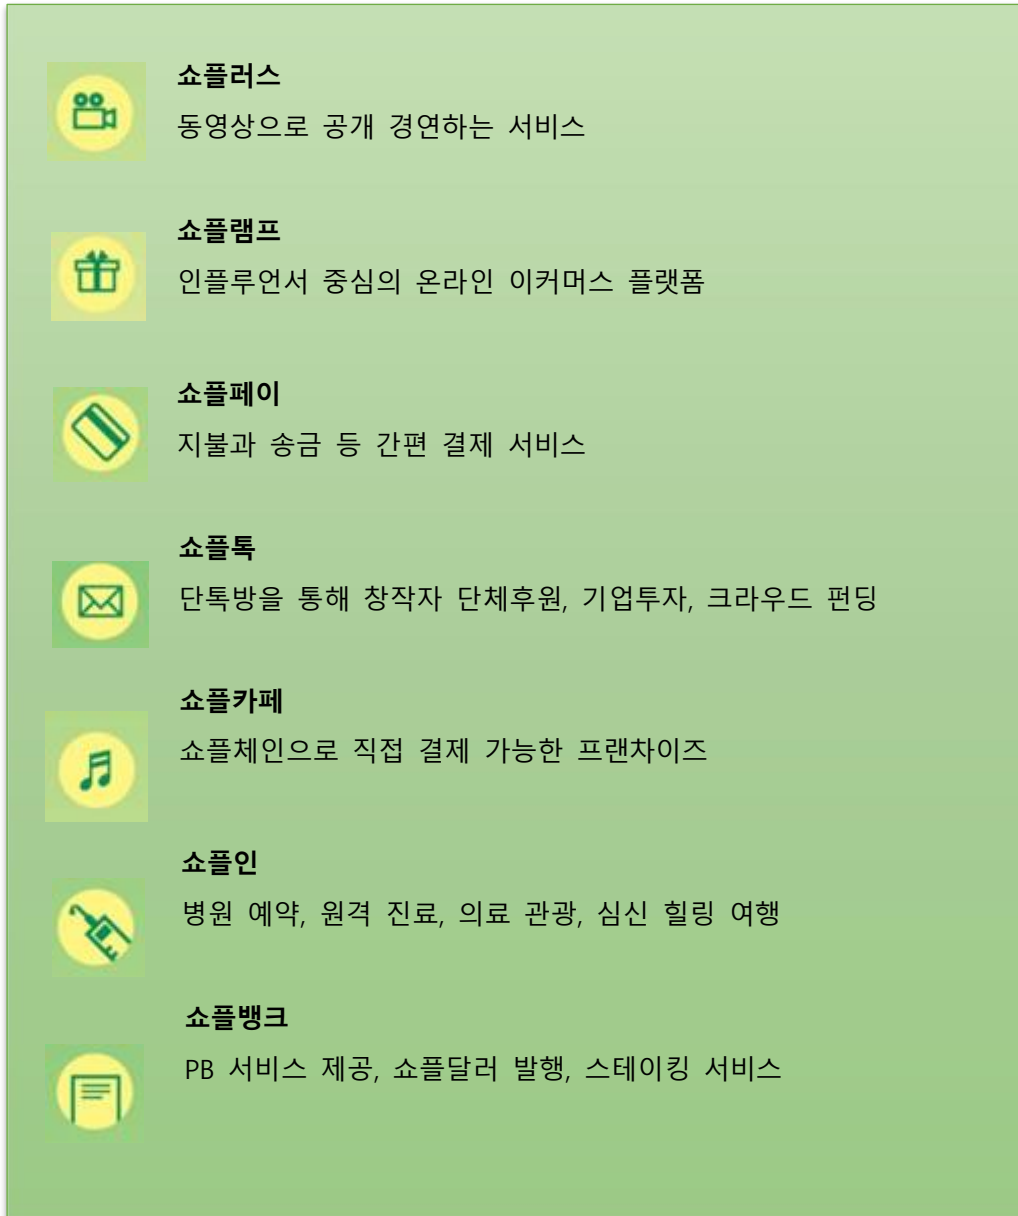 쇼플러스
동영상으로 공개 경연하는 서비스
쇼플램프
인플루언서 중심의 온라인 이커머스 플랫폼
쇼플페이
지불과 송금 등 간편 결제 서비스
쇼플톡
단톡방을 통해 창작자 단체후원, 기업투자, 크라우드 펀딩
쇼플카페
쇼플체인으로 직접 결제 가능한 프랜차이즈
쇼플인
병원 예약, 원격 진료, 의료 관광, 심신 힐링 여행
쇼플뱅크
PB 서비스 제공, 쇼플달러 발행, 스테이킹 서비스